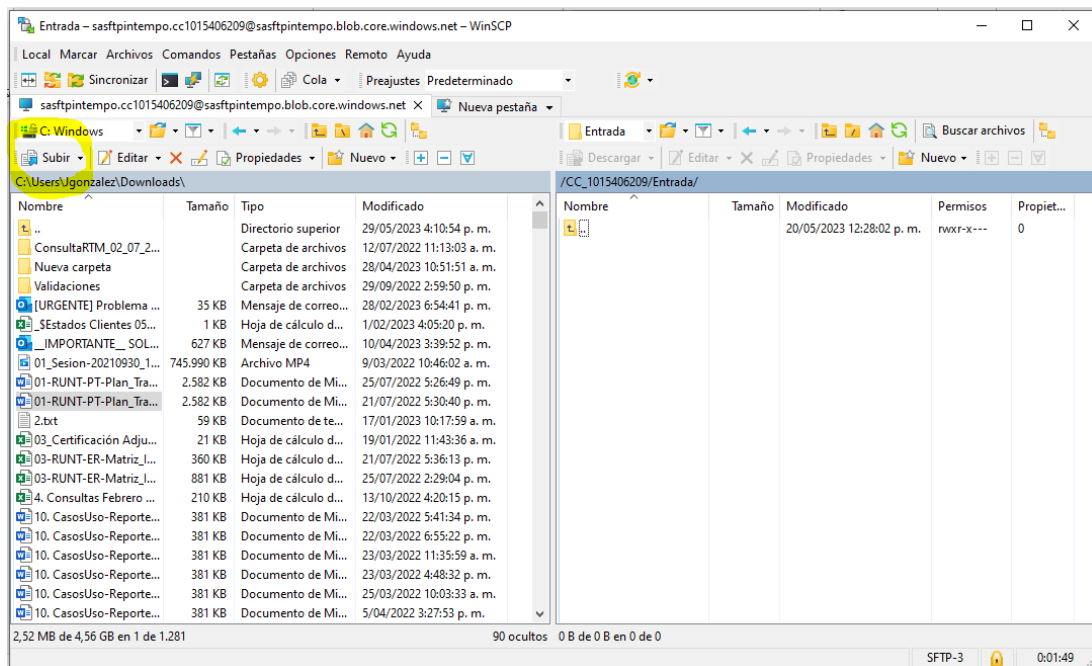 Entrada – sasftpintempo.cc1015406209@sasftpintempo.blob.core.windows.net – WinSCP
Local Marcar Archivos Comandos Pestañas Opciones Remoto Ayuda
Sincronizar Cola Preajustes Predeterminado
sasftpintempo.cc1015406209@sasftpintempo.blob.core.windows.net Nueva pestaña
C: Windows Entrada Buscar archivos
Subir Editar Propiedades Nuevo Descargar Editar Propiedades Nuevo
C:\Users\Jgonzalez\Downloads\ /CC_1015406209/Entrada/
Nombre Tamaño Tipo Modificado Nombre Tamaño Modificado Permisos Propiet...
.. Directorio superior 29/05/2023 4:10:54 p. m. .. 20/05/2023 12:28:02 p. m. rwxr-x--- 0
ConsultaRTM_02_07_2... Carpeta de archivos 12/07/2022 11:13:03 a. m.
Nueva carpeta Carpeta de archivos 28/04/2023 10:51:51 a. m.
Validaciones Carpeta de archivos 29/09/2022 2:59:50 p. m.
[URGENTE] Problema ... 35 KB Mensaje de correo... 28/02/2023 6:54:41 p. m.
_$Estados Clientes 05... 1 KB Hoja de cálculo d... 1/02/2023 4:05:20 p. m.
__IMPORTANTE__ SOL... 627 KB Mensaje de correo... 10/04/2023 3:39:52 p. m.
01_Sesion-20210930_1... 745.990 KB Archivo MP4 9/03/2022 10:46:02 a. m.
01-RUNT-PT-Plan_Tra... 2.582 KB Documento de Mi... 25/07/2022 5:26:49 p. m.
01-RUNT-PT-Plan_Tra... 2.582 KB Documento de Mi... 21/07/2022 5:30:40 p. m.
2.txt 59 KB Documento de te... 17/01/2023 10:17:59 a. m.
03_Certificación Adju... 21 KB Hoja de cálculo d... 19/01/2022 11:43:36 a. m.
03-RUNT-ER-Matriz_I... 360 KB Hoja de cálculo d... 21/07/2022 5:36:13 p. m.
03-RUNT-ER-Matriz_I... 881 KB Hoja de cálculo d... 25/07/2022 2:29:04 p. m.
4. Consultas Febrero ... 210 KB Hoja de cálculo d... 13/10/2022 4:20:15 p. m.
10. CasosUso-Reporte... 381 KB Documento de Mi... 22/03/2022 5:41:34 p. m.
10. CasosUso-Reporte... 381 KB Documento de Mi... 22/03/2022 6:55:22 p. m.
10. CasosUso-Reporte... 381 KB Documento de Mi... 23/03/2022 11:35:59 a. m.
10. CasosUso-Reporte... 381 KB Documento de Mi... 23/03/2022 4:48:32 p. m.
10. CasosUso-Reporte... 381 KB Documento de Mi... 25/03/2022 10:03:33 a. m.
10. CasosUso-Reporte... 381 KB Documento de Mi... 5/04/2022 3:27:53 p. m.
2,52 MB de 4,56 GB en 1 de 1.281 90 ocultos 0 B de 0 B en 0 de 0
SFTP-3 0:01:49